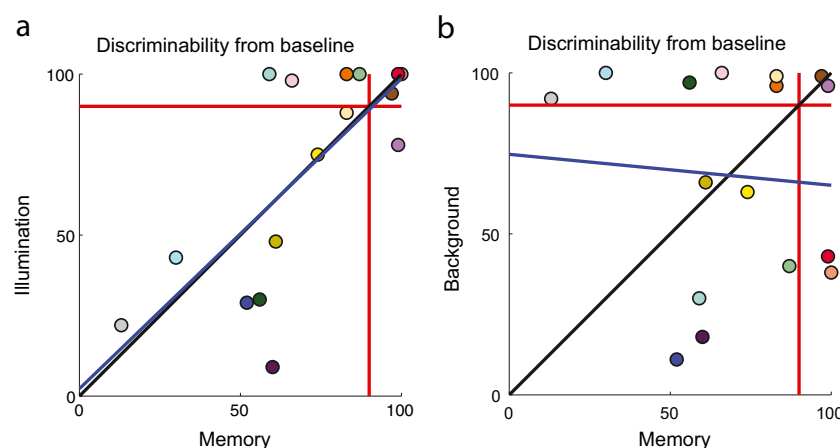 a
Discriminability from baseline
100
50
0
Illumination
0
50
100
Memory
b
Discriminability from baseline
100
50
0
Background
0
50
100
Memory